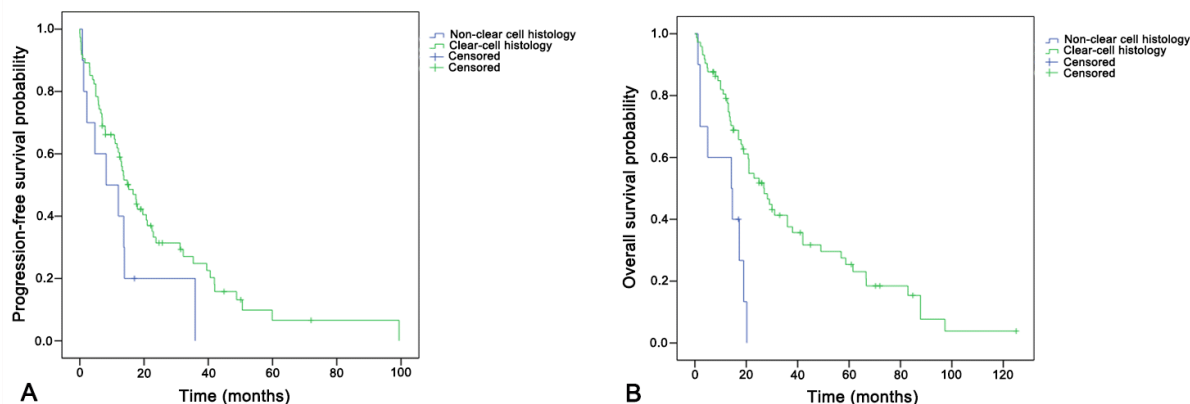 Progression-free survival probability
1.0
0.8
0.6
0.4
0.2
0.0
0
20
40
60
80
100
Time (months)
A
Non-clear cell histology
Clear-cell histology
Censored
Censored
Overall survival probability
1.0
0.8
0.6
0.4
0.2
0.0
0
20
40
60
80
100
120
Time (months)
B
Non-clear cell histology
Clear-cell histology
Censored
Censored